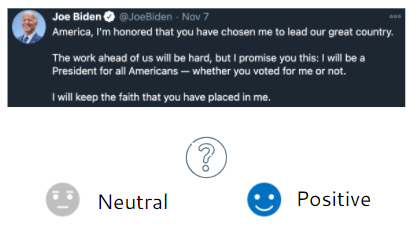 Joe Biden @JoeBiden · Nov 7
America, I'm honored that you have chosen me to lead our great country.
The work ahead of us will be hard, but I promise you this: I will be a
President for all Americans — whether you voted for me or not.
I will keep the faith that you have placed in me.
?
Neutral
Positive